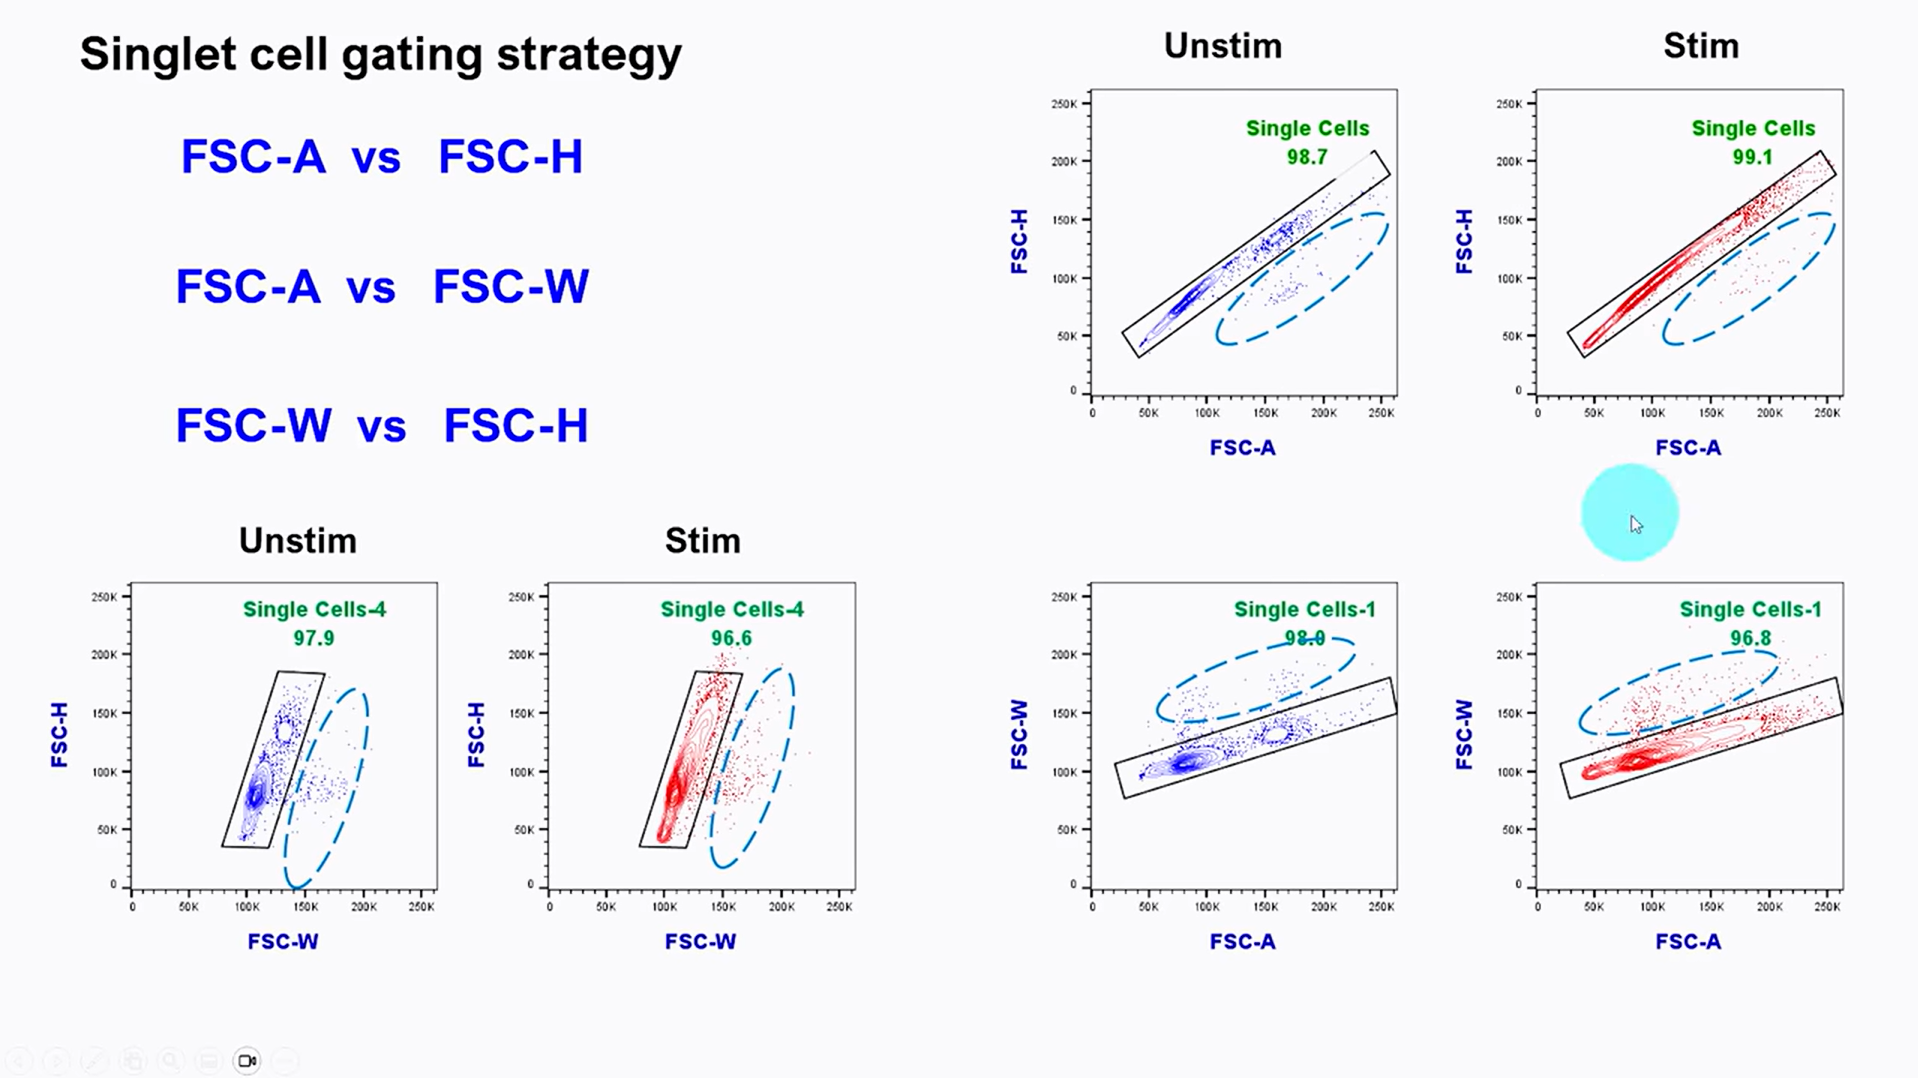 Singlet cell gating strategy
FSC-A vs FSC-H
FSC-A vs FSC-W
FSC-W vs FSC-H
Unstim
Stim
250K
200K
150K
100K
50K
0
FSC-H
Single Cells
98.7
0 50K 100K 150K 200K 250K
FSC-A
250K
200K
150K
100K
50K
0
FSC-H
Single Cells
99.1
0 50K 100K 150K 200K 250K
FSC-A
Unstim
Stim
250K
200K
150K
100K
50K
0
FSC-H
Single Cells-4
97.9
0 50K 100K 150K 200K 250K
FSC-W
250K
200K
150K
100K
50K
0
FSC-H
Single Cells-4
96.6
0 50K 100K 150K 200K 250K
FSC-W
250K
200K
150K
100K
50K
0
FSC-W
Single Cells-1
0 50K 100K 150K 200K 250K
FSC-A
250K
200K
150K
100K
50K
0
FSC-W
Single Cells-1
96.8
0 50K 100K 150K 200K 250K
FSC-A